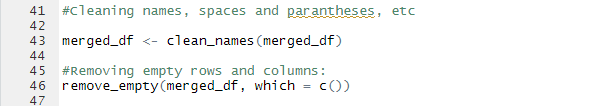 41 #Cleaning names, spaces and parantheses, etc
42
43 merged_df <- clean_names(merged_df)
44
45 #Removing empty rows and columns:
46 remove_empty(merged_df, which = c())
47